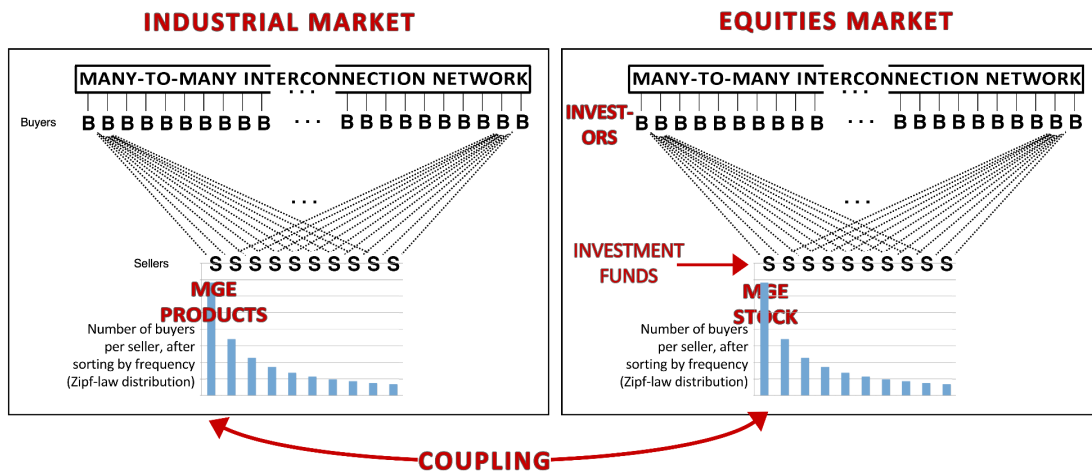 INDUSTRIAL MARKET
MANY-TO-MANY INTERCONNECTION NETWORK
. . .
Buyers B B B B B B B B B B . . . B B B B B B B B B B
. . .
Sellers S S S S S S S S S S
MGE
PRODUCTS
Number of buyers
per seller, after
sorting by frequency
(Zipf-law distribution)
EQUITIES MARKET
MANY-TO-MANY INTERCONNECTION NETWORK
. . .
INVEST-
ORS
B B B B B B B B B B . . . B B B B B B B B B B
. . .
INVESTMENT
FUNDS
S S S S S S S S S S
MGE
STOCK
Number of buyers
per seller, after
sorting by frequency
(Zipf-law distribution)
COUPLING